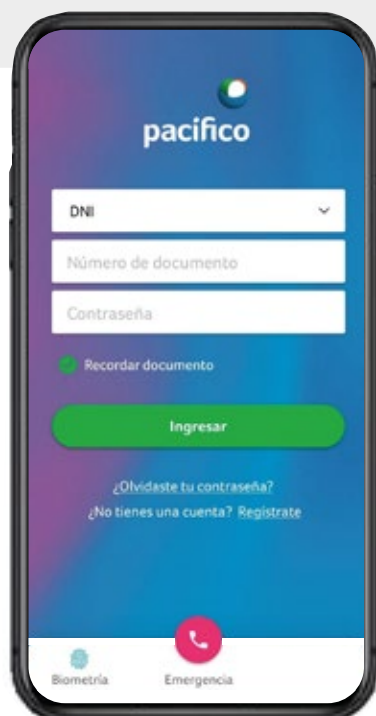 pacífico
DNI
Número de documento
Contraseña
Recordar documento
Ingresar
¿Olvidaste tu contraseña?
¿No tienes una cuenta? Regístrate
Biometría
Emergencia